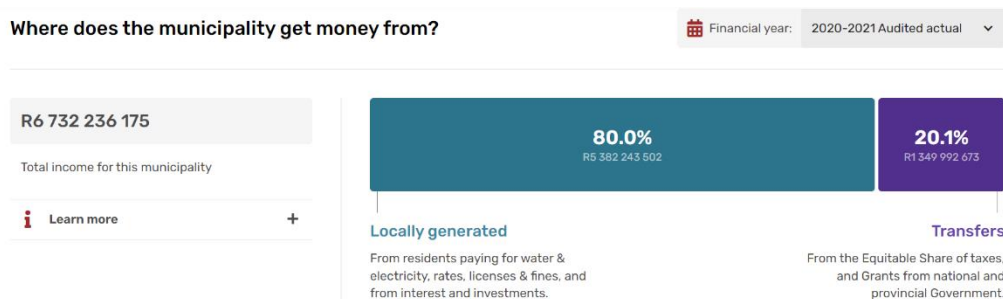 Where does the municipality get money from?
Financial year: 2020-2021 Audited actual
R6 732 236 175
Total income for this municipality
Learn more +
80.0%
R5 382 243 502
20.1%
R1 349 992 673
Locally generated
From residents paying for water &
electricity, rates, licenses & fines, and
from interest and investments.
Transfers
From the Equitable Share of taxes,
and Grants from national and
provincial Government.